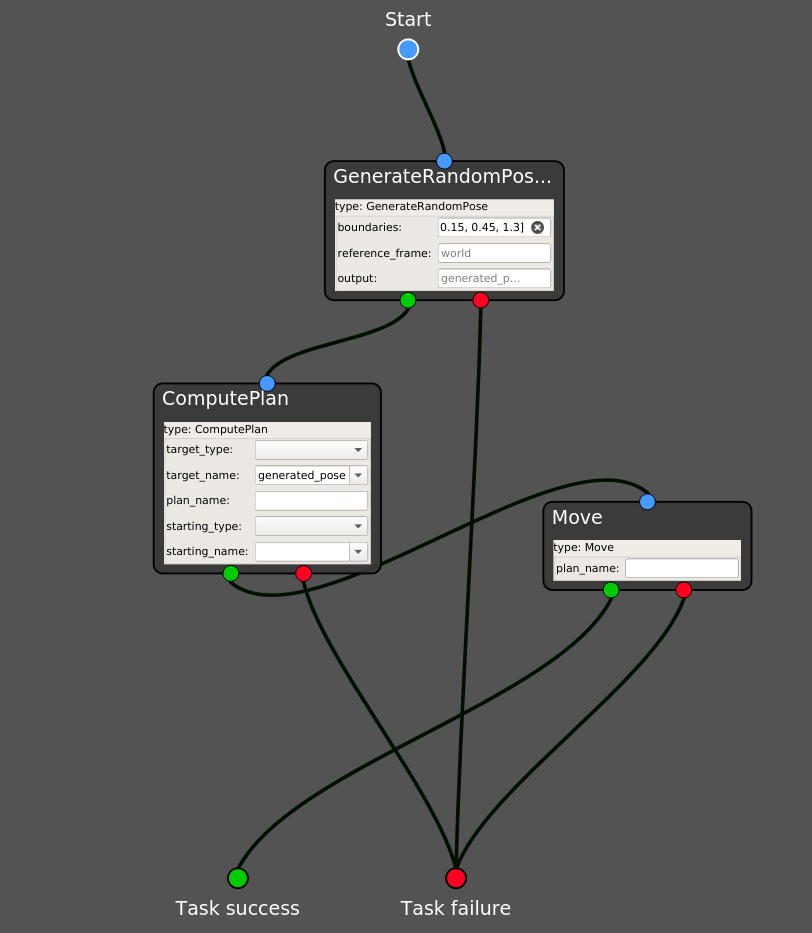 Start
GenerateRandomPos...
type: GenerateRandomPose
boundaries: 0.15, 0.45, 1.3]
reference_frame: world
output: generated_p...
ComputePlan
type: ComputePlan
target_type:
target_name: generated_pose
plan_name:
starting_type:
starting_name:
Move
type: Move
plan_name:
Task success
Task failure